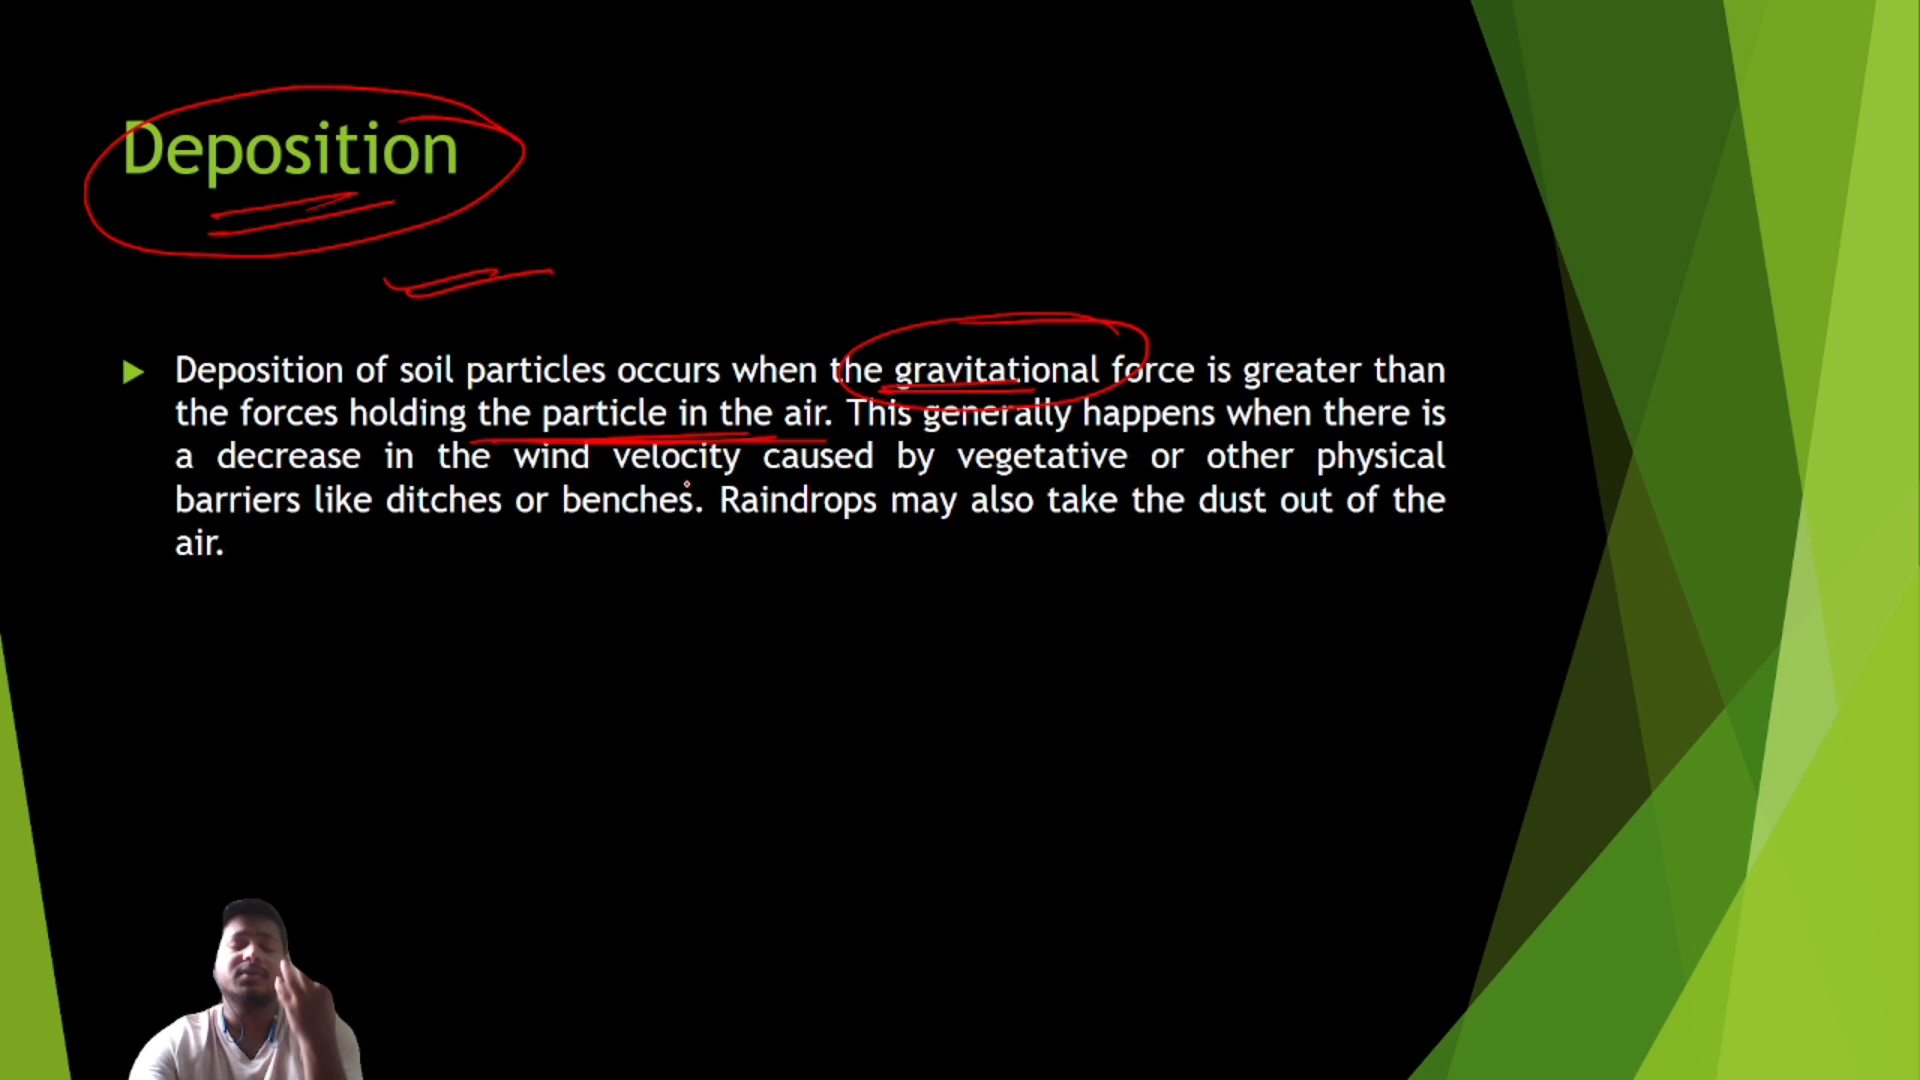 Deposition
Deposition of soil particles occurs when the gravitational force is greater than
the forces holding the particle in the air. This generally happens when there is
a decrease in the wind velocity caused by vegetative or other physical
barriers like ditches or benches. Raindrops may also take the dust out of the
air.